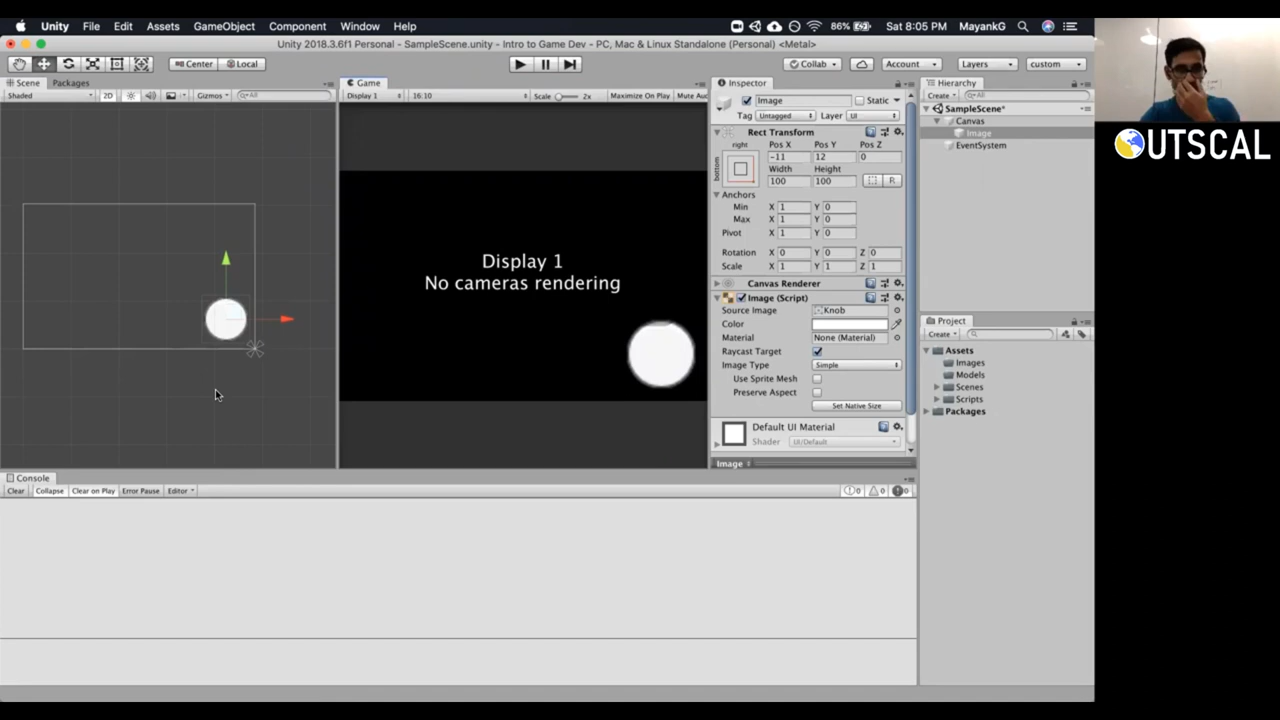 Unity File Edit Assets GameObject Component Window Help 86% Sat 8:05 PM MayankG
Unity 2018.3.6f1 Personal - SampleScene.unity - Intro to Game Dev - PC, Mac & Linux Standalone (Personal) <Metal>
Center Local Collab Account Layers custom
Scene Packages
Shaded 2D Gizmos All
Game
Display 1 16:10 Scale 2x Maximize On Play Mute Au
Display 1
No cameras rendering
Inspector
Image Static
Tag Untagged Layer UI
Rect Transform
right Pos X Pos Y Pos Z
bottom -11 12 0
Width Height
100 100 R
Anchors
Min X 1 Y 0
Max X 1 Y 0
Pivot X 1 Y 0
Rotation X 0 Y 0 Z 0
Scale X 1 Y 1 Z 1
Canvas Renderer
Image (Script)
Source Image Knob
Color
Material None (Material)
Raycast Target
Image Type Simple
Use Sprite Mesh
Preserve Aspect
Set Native Size
Default UI Material
Shader UI/Default
Image
Hierarchy
Create All
SampleScene*
Canvas
Image
EventSystem
Project
Create
Assets
Images
Models
Scenes
Scripts
Packages
Console
Clear Collapse Clear on Play Error Pause Editor 0 0 0
OUTSCAL